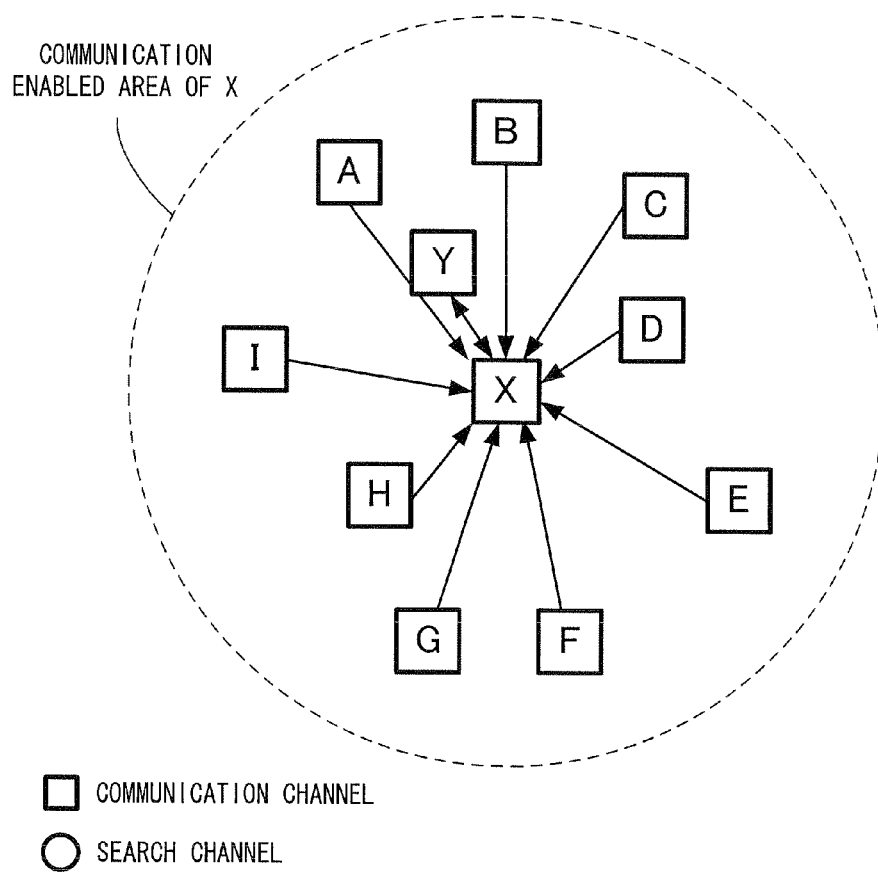 COMMUNICATION
ENABLED AREA OF X
B
A
C
Y
D
I
X
H
E
G
F
COMMUNICATION CHANNEL
SEARCH CHANNEL